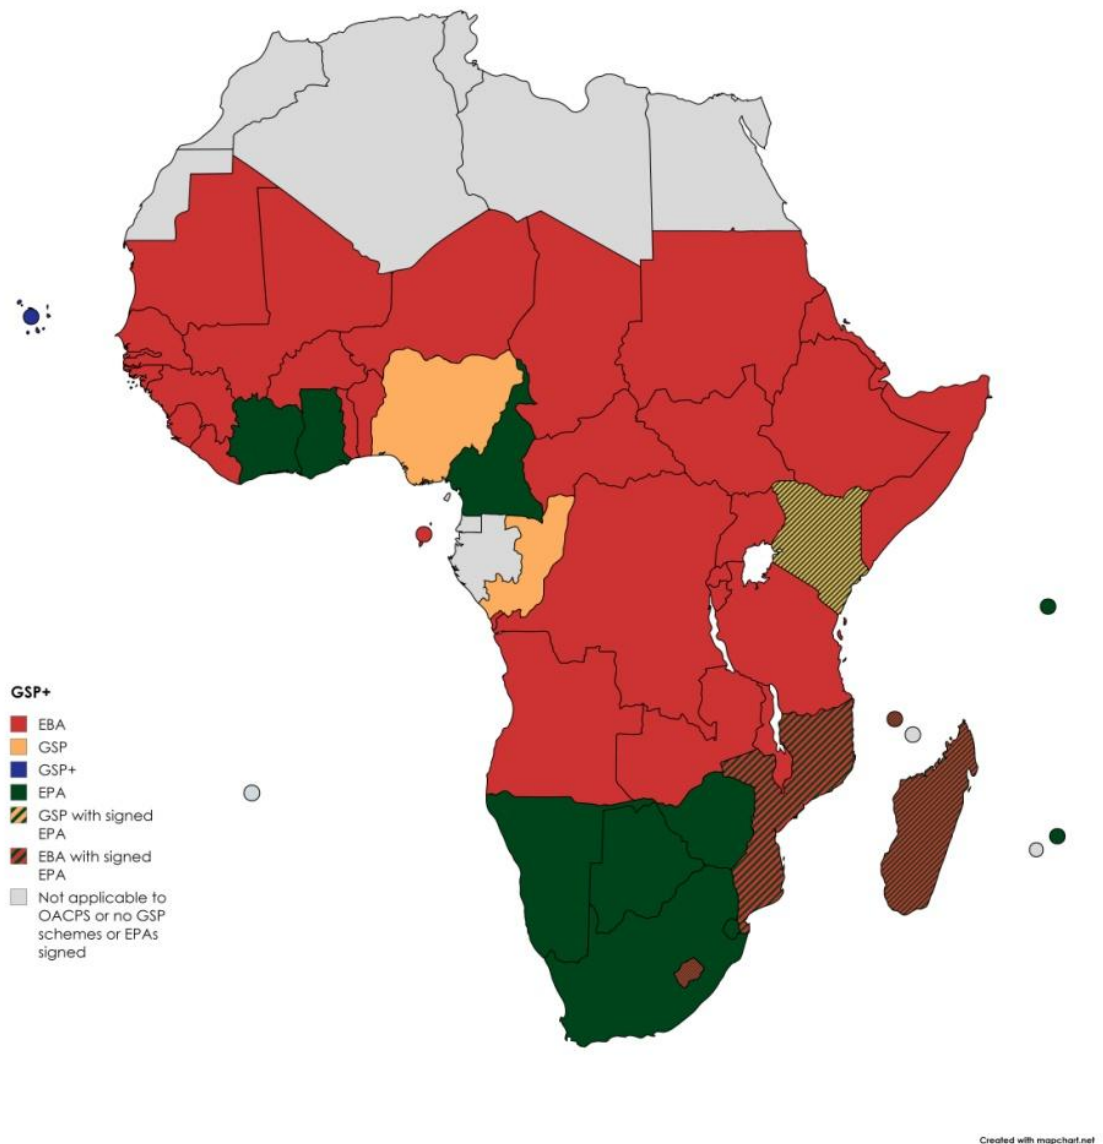 GSP+
EBA
GSP
GSP+
EPA
GSP with signed
EPA
EBA with signed
EPA
Not applicable to
OACPS or no GSP
schemes or EPAs
signed
Created with mapchart.net